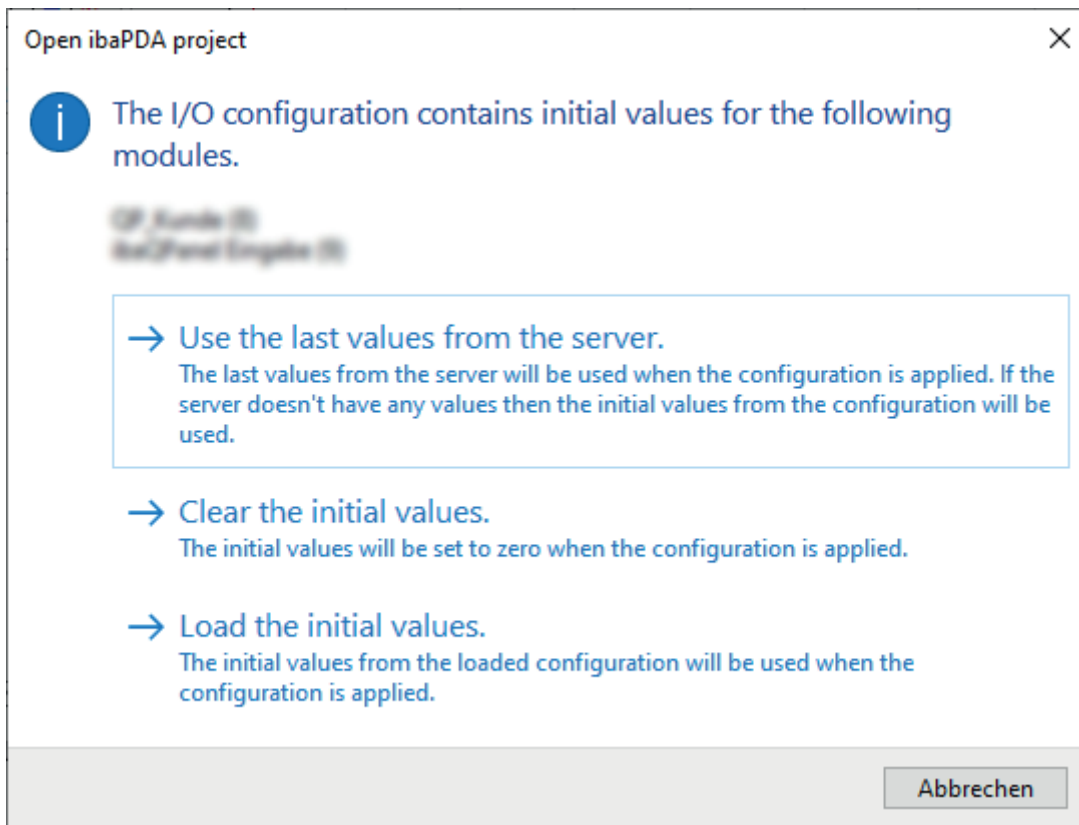 Open ibaPDA project
The I/O configuration contains initial values for the following
modules.
Use the last values from the server.
The last values from the server will be used when the configuration is applied. If the
server doesn't have any values then the initial values from the configuration will be
used.
Clear the initial values.
The initial values will be set to zero when the configuration is applied.
Load the initial values.
The initial values from the loaded configuration will be used when the
configuration is applied.
Abbrechen